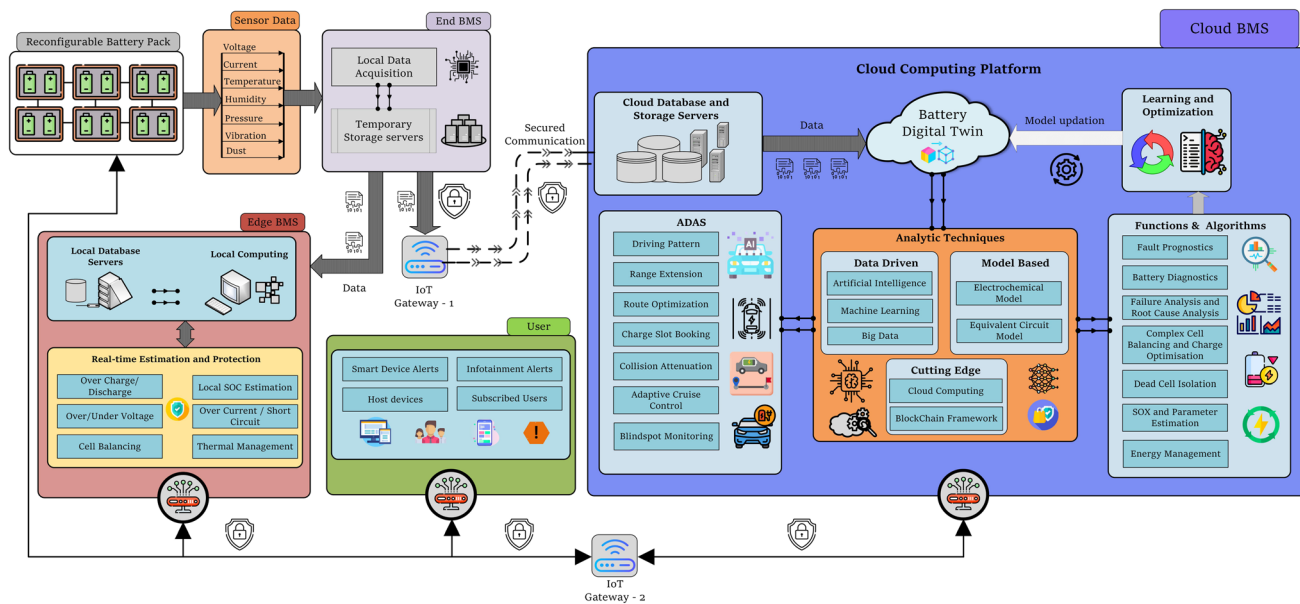 Reconfigurable Battery Pack
Sensor Data
Voltage
Current
Temperature
Humidity
Pressure
Vibration
Dust
End BMS
Local Data
Acquisition
Temporary
Storage servers
Secured
Communication
Data
IoT
Gateway - 1
Edge BMS
Local Database
Servers
Local Computing
Real-time Estimation and Protection
Over Charge/
Discharge
Local SOC Estimation
Over/Under Voltage
Over Current / Short
Circuit
Cell Balancing
Thermal Management
User
Smart Device Alerts
Infotainment Alerts
Host devices
Subscribed Users
Cloud BMS
Cloud Computing Platform
Cloud Database and
Storage Servers
Data
Battery
Digital Twin
Model updation
Learning and
Optimization
ADAS
Driving Pattern
AI
Range Extension
Route Optimization
Charge Slot Booking
Collision Attenuation
Adaptive Cruise
Control
Blindspot Monitoring
Analytic Techniques
Data Driven
Artificial Intelligence
Machine Learning
Big Data
Model Based
Electrochemical
Model
Equivalent Circuit
Model
Cutting Edge
Cloud Computing
BlockChain Framework
Functions & Algorithms
Fault Prognostics
Battery Diagnostics
Failure Analysis and
Root Cause Analysis
Complex Cell
Balancing and Charge
Optimisation
Dead Cell Isolation
SOX and Parameter
Estimation
Energy Management
IoT
Gateway - 2